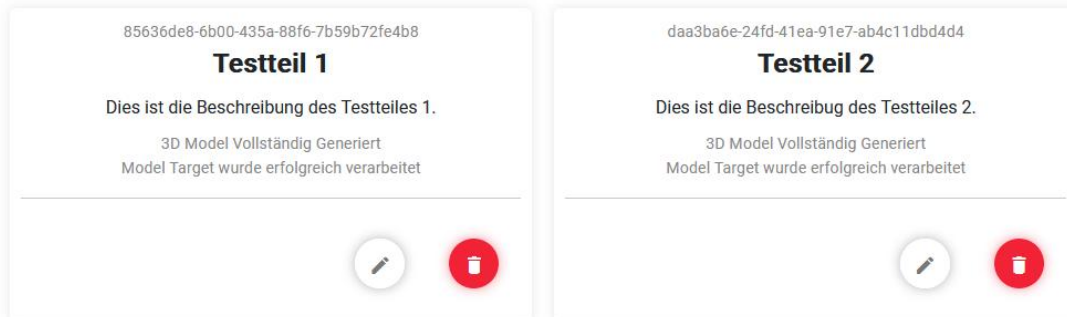 85636de8-6b00-435a-88f6-7b59b72fe4b8
Testteil 1
Dies ist die Beschreibung des Testteiles 1.
3D Model Vollständig Generiert
Model Target wurde erfolgreich verarbeitet
daa3ba6e-24fd-41ea-91e7-ab4c11dbd4d4
Testteil 2
Dies ist die Beschreibug des Testteiles 2.
3D Model Vollständig Generiert
Model Target wurde erfolgreich verarbeitet